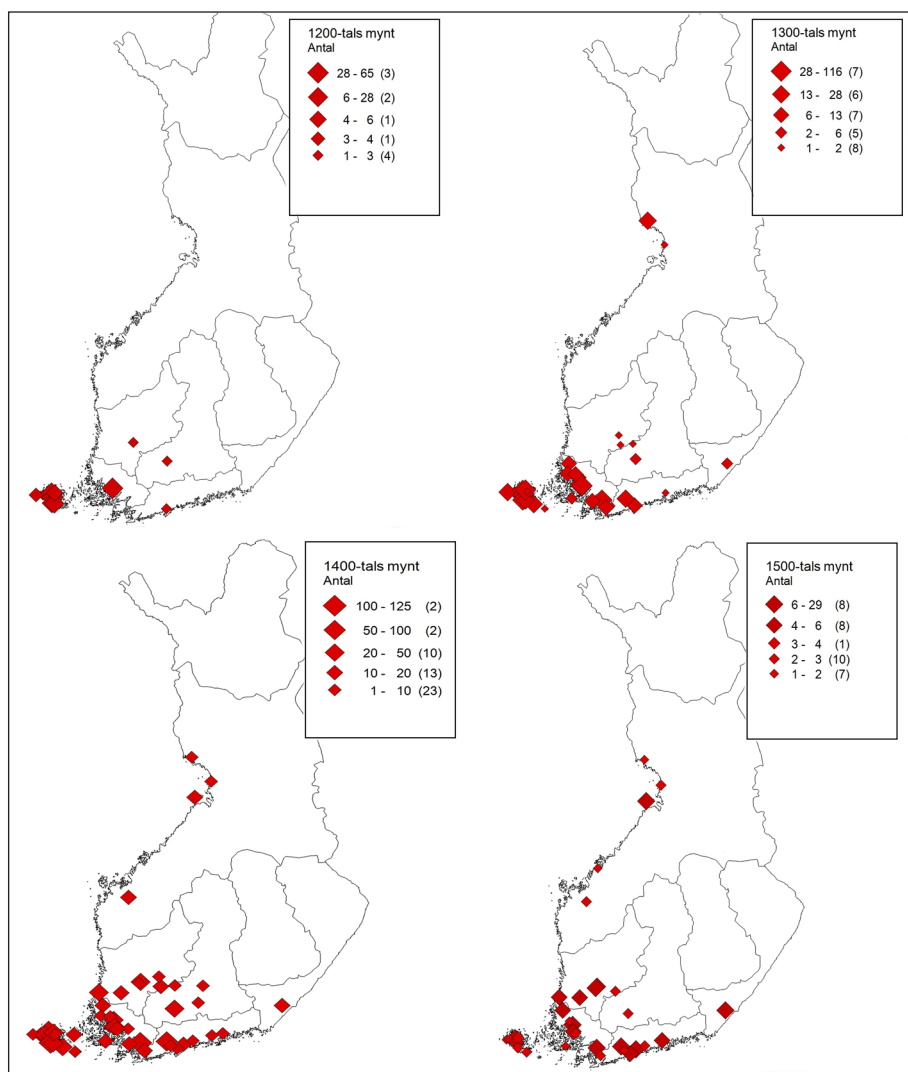 1200-tals mynt
Antal
28 - 65 (3)
6 - 28 (2)
4 - 6 (1)
3 - 4 (1)
1 - 3 (4)
1300-tals mynt
Antal
28 - 116 (7)
13 - 28 (6)
6 - 13 (7)
2 - 6 (5)
1 - 2 (8)
1400-tals mynt
Antal
100 - 125 (2)
50 - 100 (2)
20 - 50 (10)
10 - 20 (13)
1 - 10 (23)
1500-tals mynt
Antal
6 - 29 (8)
4 - 6 (8)
3 - 4 (1)
2 - 3 (10)
1 - 2 (7)